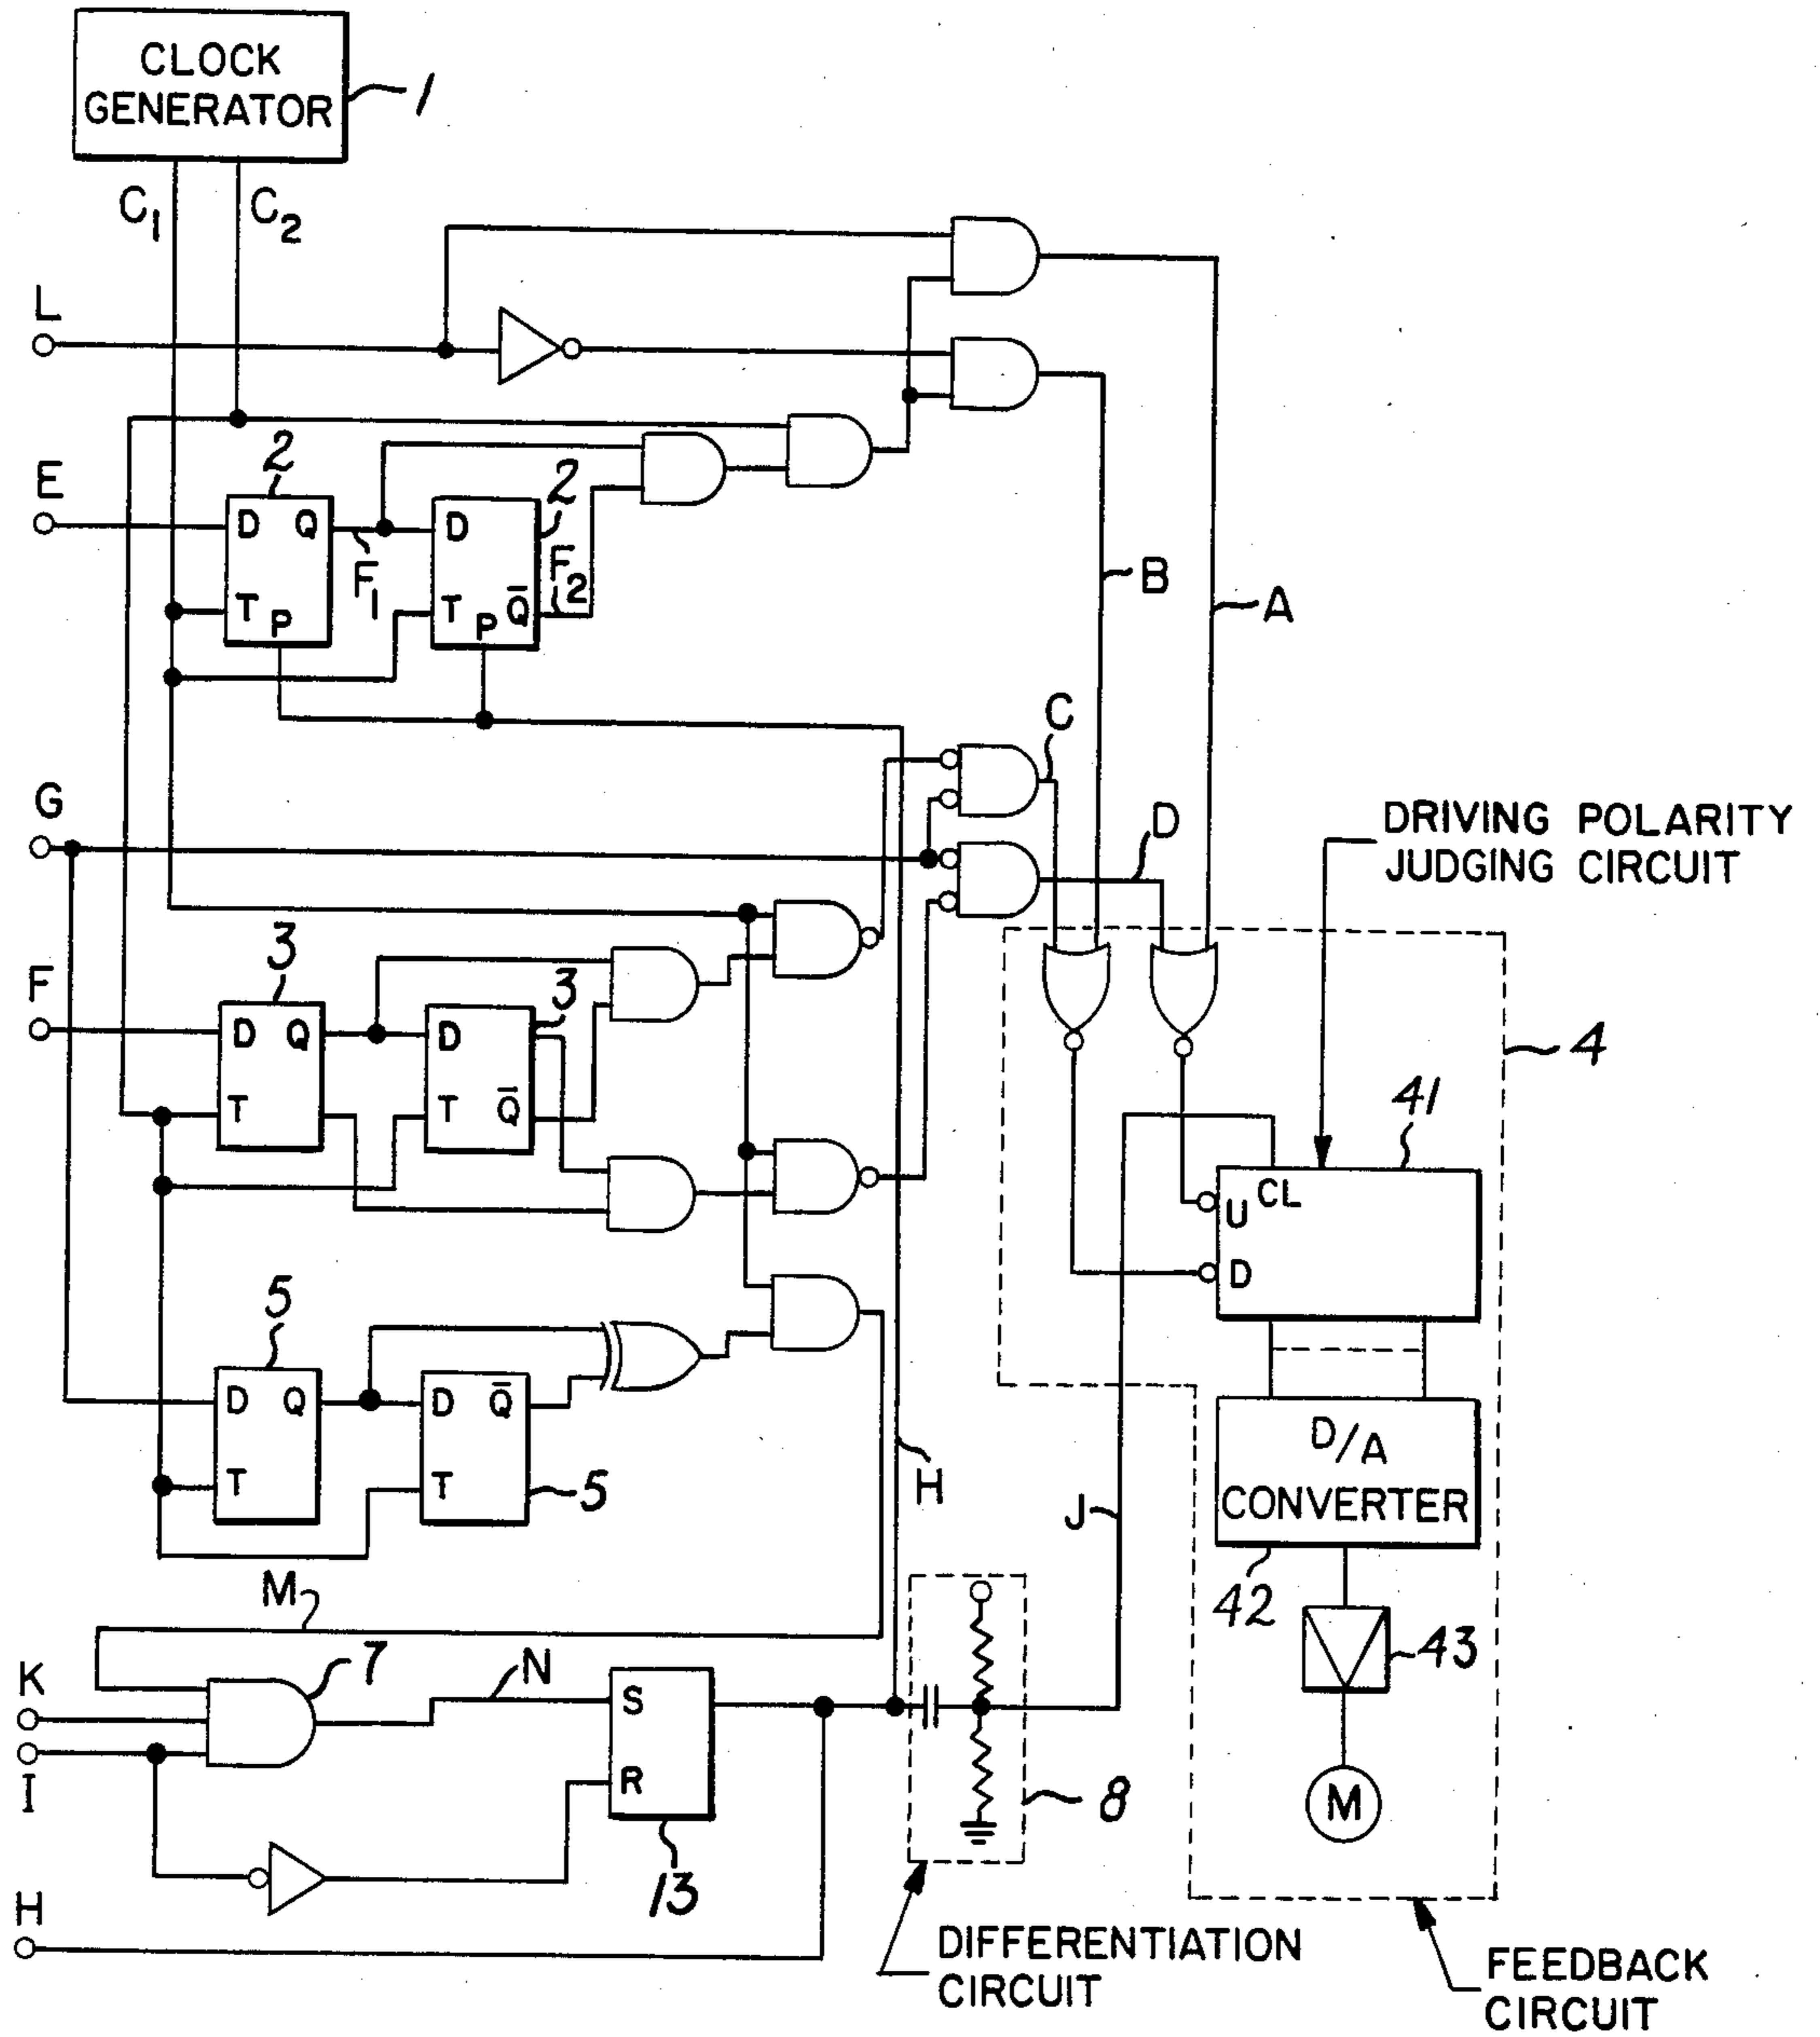 CLOCK
GENERATOR
1
C1
C2
L
2
E
D Q
T P
F1
2
D
T P Q̄
F2
B
A
G
C
D
DRIVING POLARITY
JUDGING CIRCUIT
F
3
D Q
T
3
D
T Q̄
4
41
CL
U
D
5
D Q
T
D Q̄
T
5
H
J
D/A
CONVERTER
42
43
M
M
K
I
7
N
S
R
13
8
H
DIFFERENTIATION
CIRCUIT
FEEDBACK
CIRCUIT